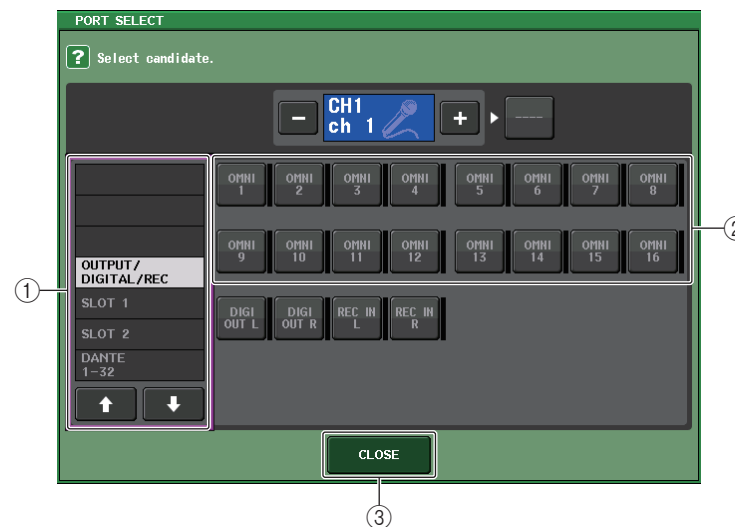 PORT SELECT
? Select candidate.
− CH1 ch 1 + ----
OMNI 1 OMNI 2 OMNI 3 OMNI 4 OMNI 5 OMNI 6 OMNI 7 OMNI 8
OMNI 9 OMNI 10 OMNI 11 OMNI 12 OMNI 13 OMNI 14 OMNI 15 OMNI 16
DIGI OUT L DIGI OUT R REC IN L REC IN R
OUTPUT/
DIGITAL/REC
SLOT 1
SLOT 2
DANTE
1-32
CLOSE
①
②
③